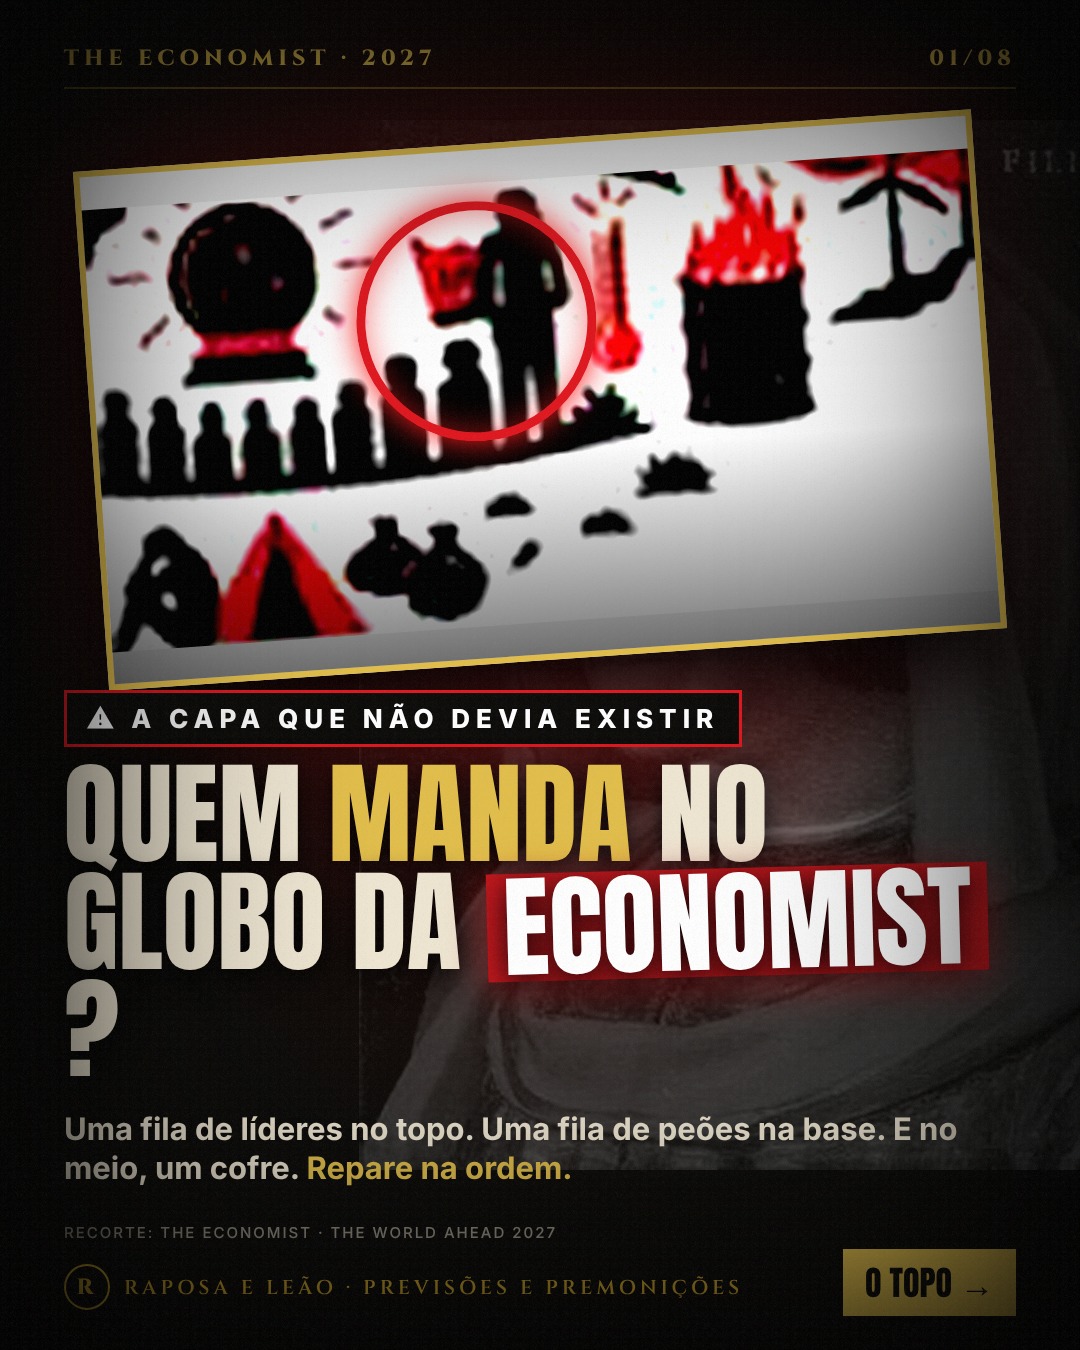 THE ECONOMIST · 2027
01/08
⚠ A CAPA QUE NÃO DEVIA EXISTIR
QUEM MANDA NO
GLOBO DA ECONOMIST
?
Uma fila de líderes no topo. Uma fila de peões na base. E no
meio, um cofre. Repare na ordem.
RECORTE: THE ECONOMIST · THE WORLD AHEAD 2027
R RAPOSA E LEÃO · PREVISÕES E PREMONIÇÕES
O TOPO →